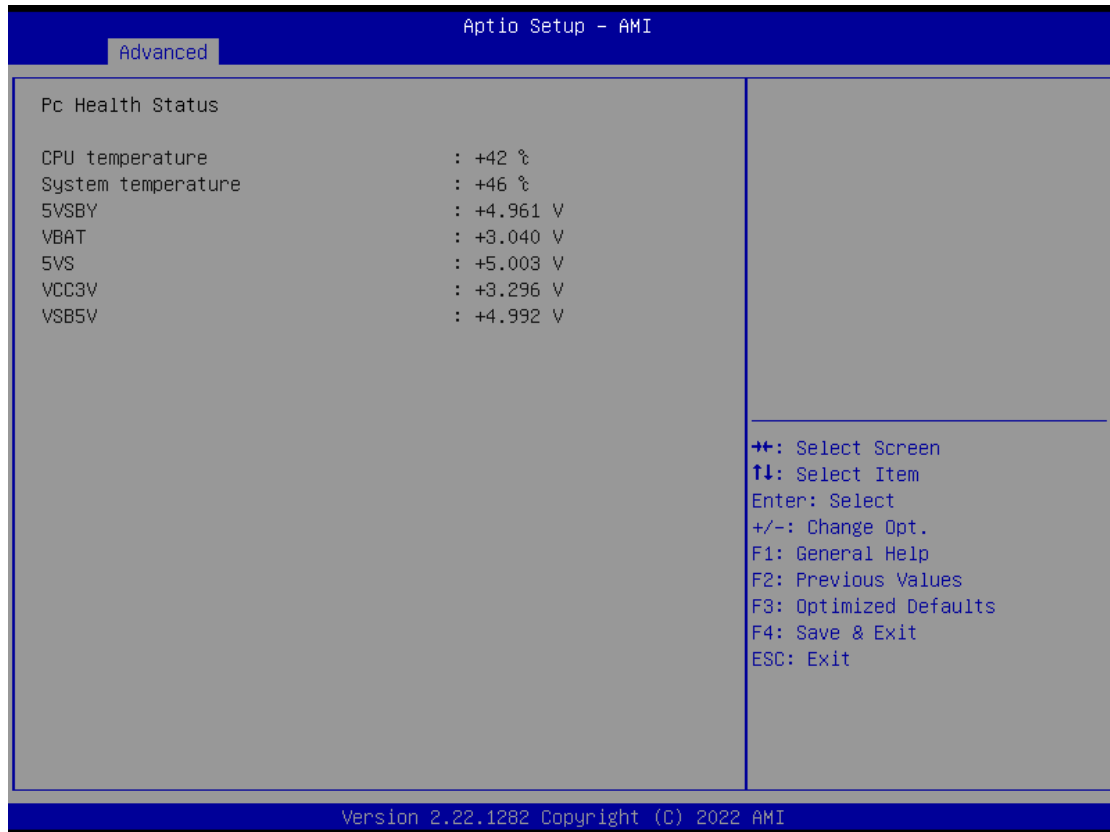 Aptio Setup – AMI
Advanced
Pc Health Status
CPU temperature : +42 ℃
System temperature : +46 ℃
5VSBY : +4.961 V
VBAT : +3.040 V
5VS : +5.003 V
VCC3V : +3.296 V
VSB5V : +4.992 V
→←: Select Screen
↑↓: Select Item
Enter: Select
+/-: Change Opt.
F1: General Help
F2: Previous Values
F3: Optimized Defaults
F4: Save & Exit
ESC: Exit
Version 2.22.1282 Copyright (C) 2022 AMI